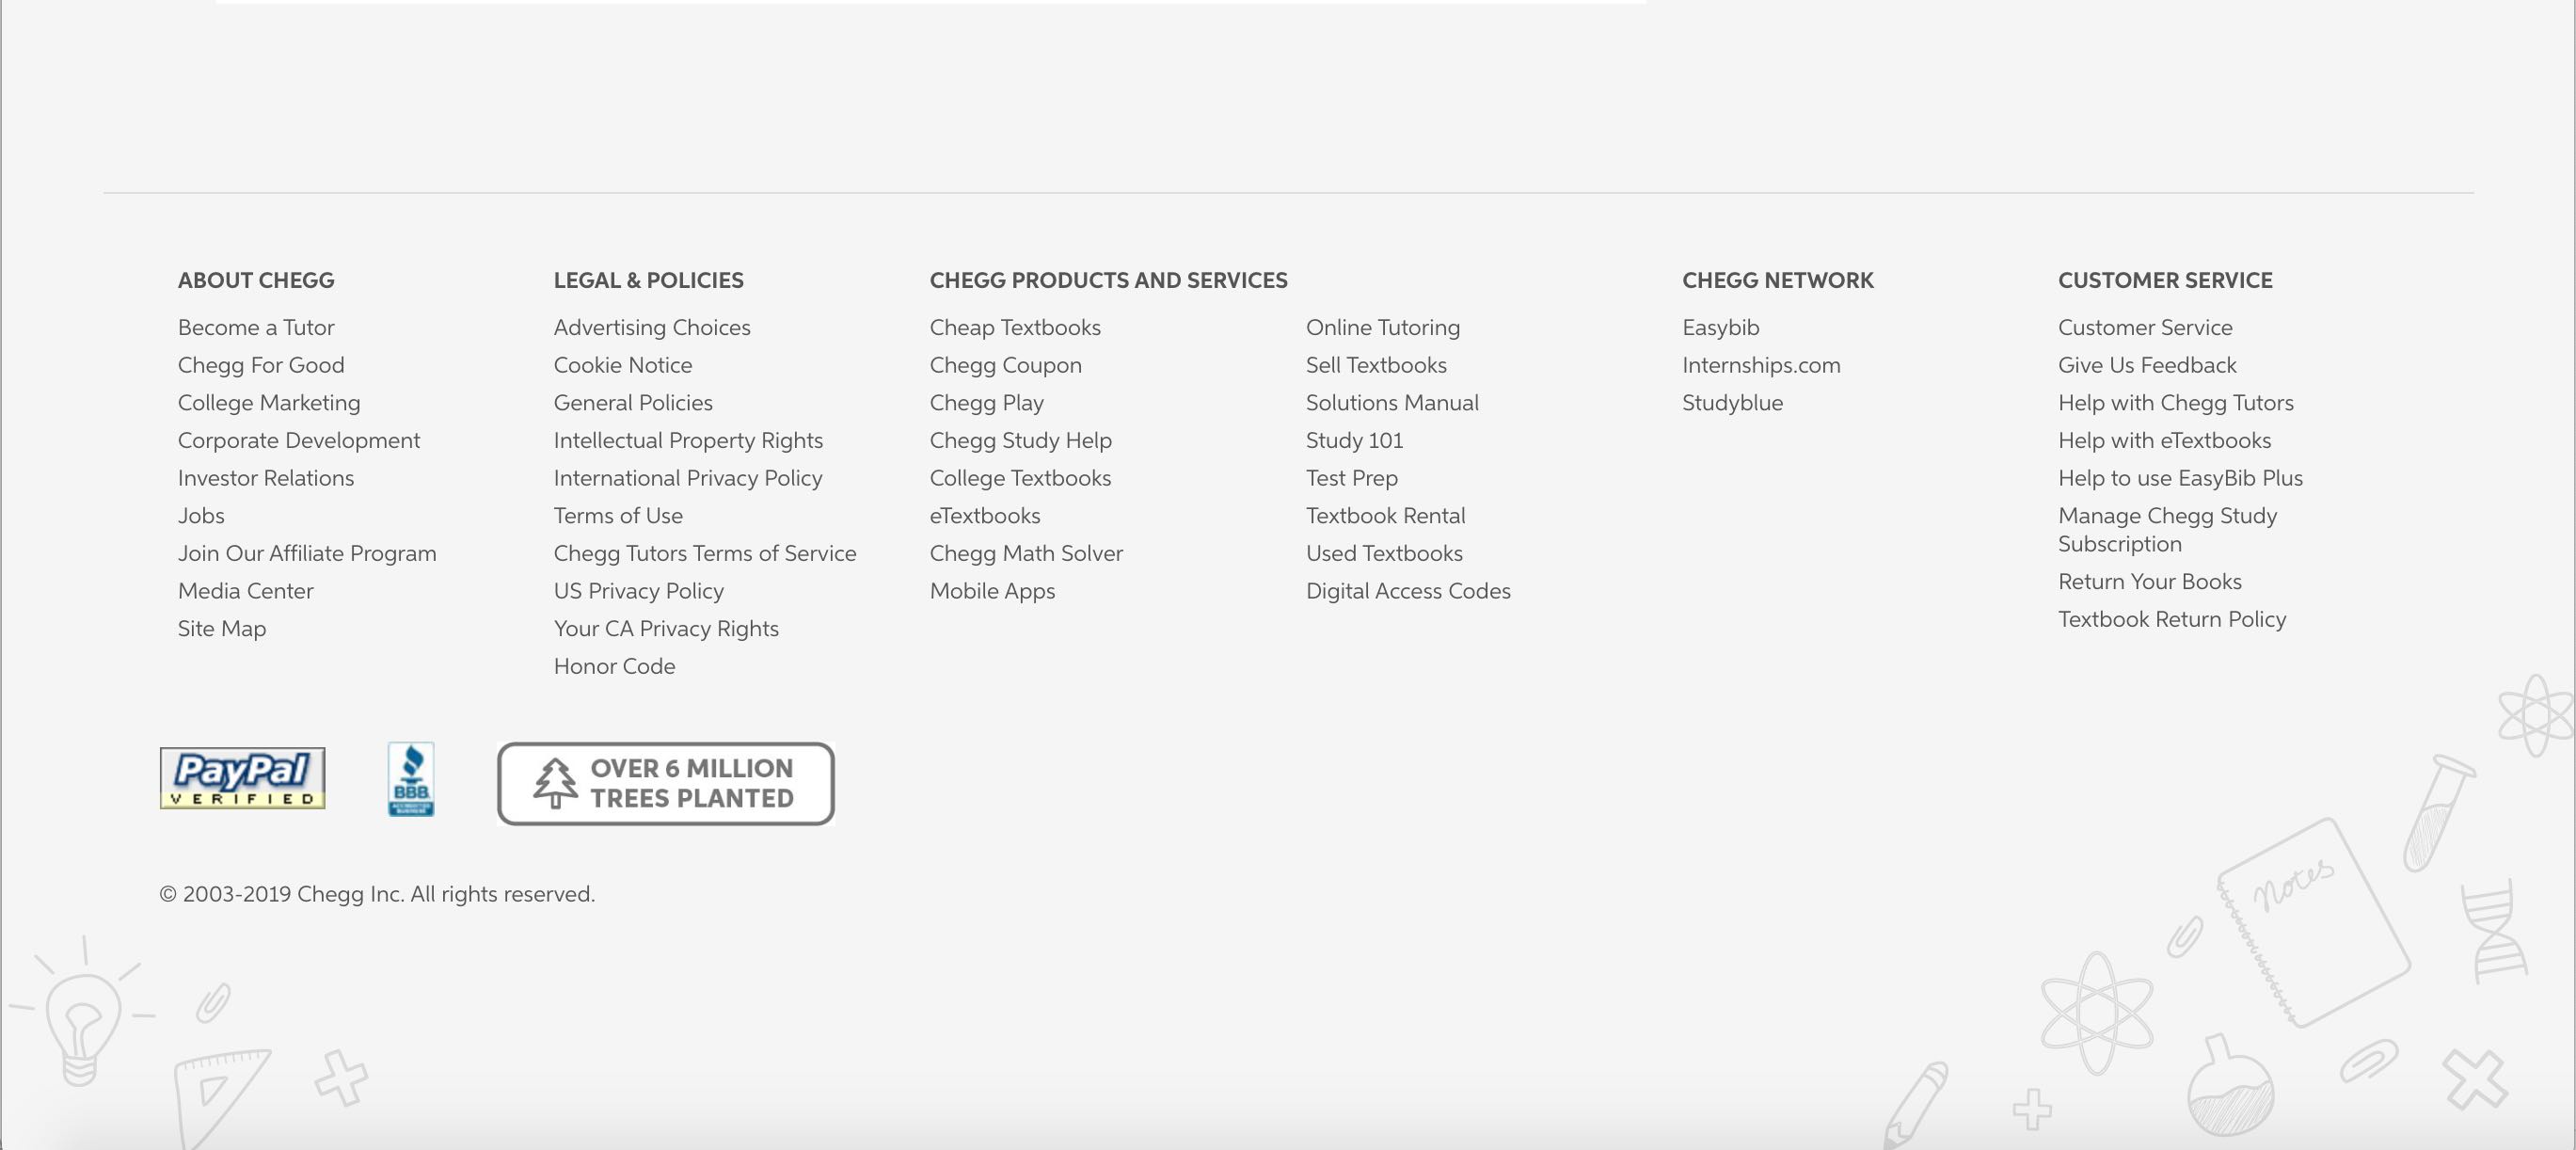 ABOUT CHEGG
Become a Tutor
Chegg For Good
College Marketing
Corporate Development
Investor Relations
Jobs
Join Our Affiliate Program
Media Center
Site Map
LEGAL & POLICIES
Advertising Choices
Cookie Notice
General Policies
Intellectual Property Rights
International Privacy Policy
Terms of Use
Chegg Tutors Terms of Service
US Privacy Policy
Your CA Privacy Rights
Honor Code
CHEGG PRODUCTS AND SERVICES
Cheap Textbooks
Chegg Coupon
Chegg Play
Chegg Study Help
College Textbooks
eTextbooks
Chegg Math Solver
Mobile Apps
Online Tutoring
Sell Textbooks
Solutions Manual
Study 101
Test Prep
Textbook Rental
Used Textbooks
Digital Access Codes
CHEGG NETWORK
Easybib
Internships.com
Studyblue
CUSTOMER SERVICE
Customer Service
Give Us Feedback
Help with Chegg Tutors
Help with eTextbooks
Help to use EasyBib Plus
Manage Chegg Study
Subscription
Return Your Books
Textbook Return Policy
PayPal
VERIFIED
BBB
OVER 6 MILLION
TREES PLANTED
© 2003-2019 Chegg Inc. All rights reserved.
Notes